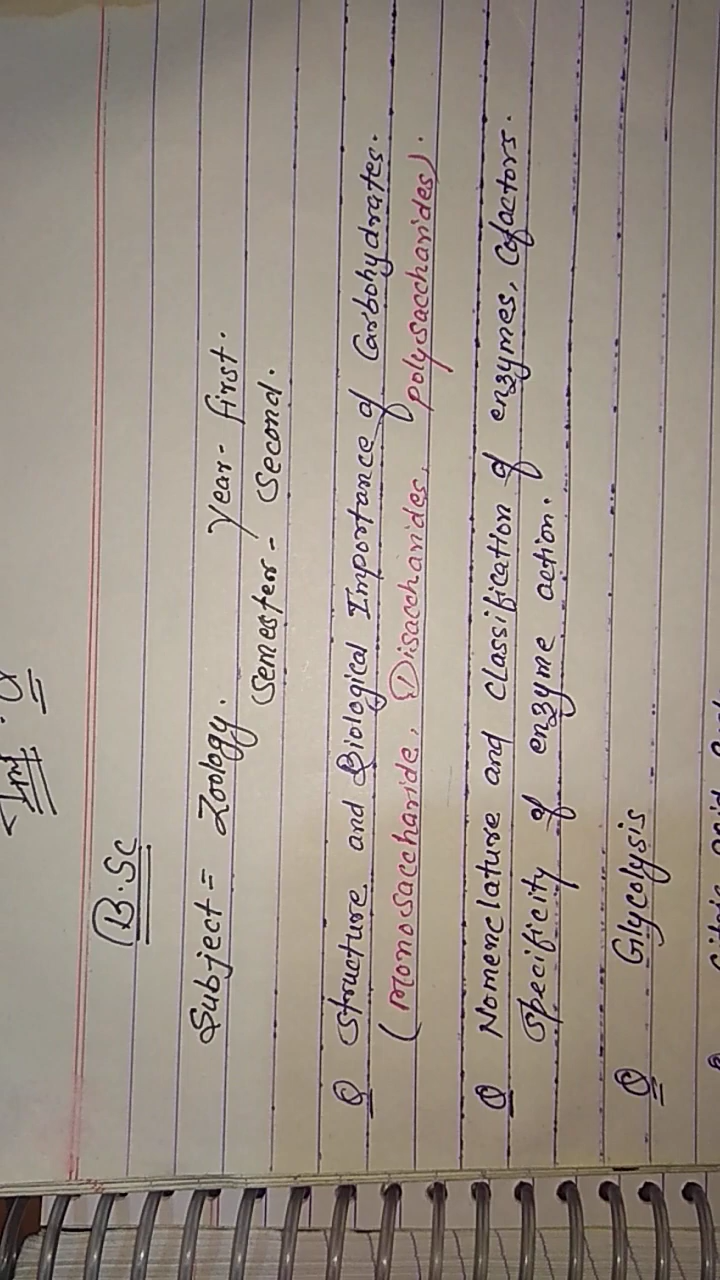 Imp. Q
B.Sc
Subject = Zoology. year- first.
Semester- Second.
Q Structure and Biological Importance of Carbohydrates.
(Monosaccharide, Disaccharides, polysaccharides).
Q Nomenclature and classification of enzymes, Cofactors.
Specificity of enzyme action.
Q Glycolysis